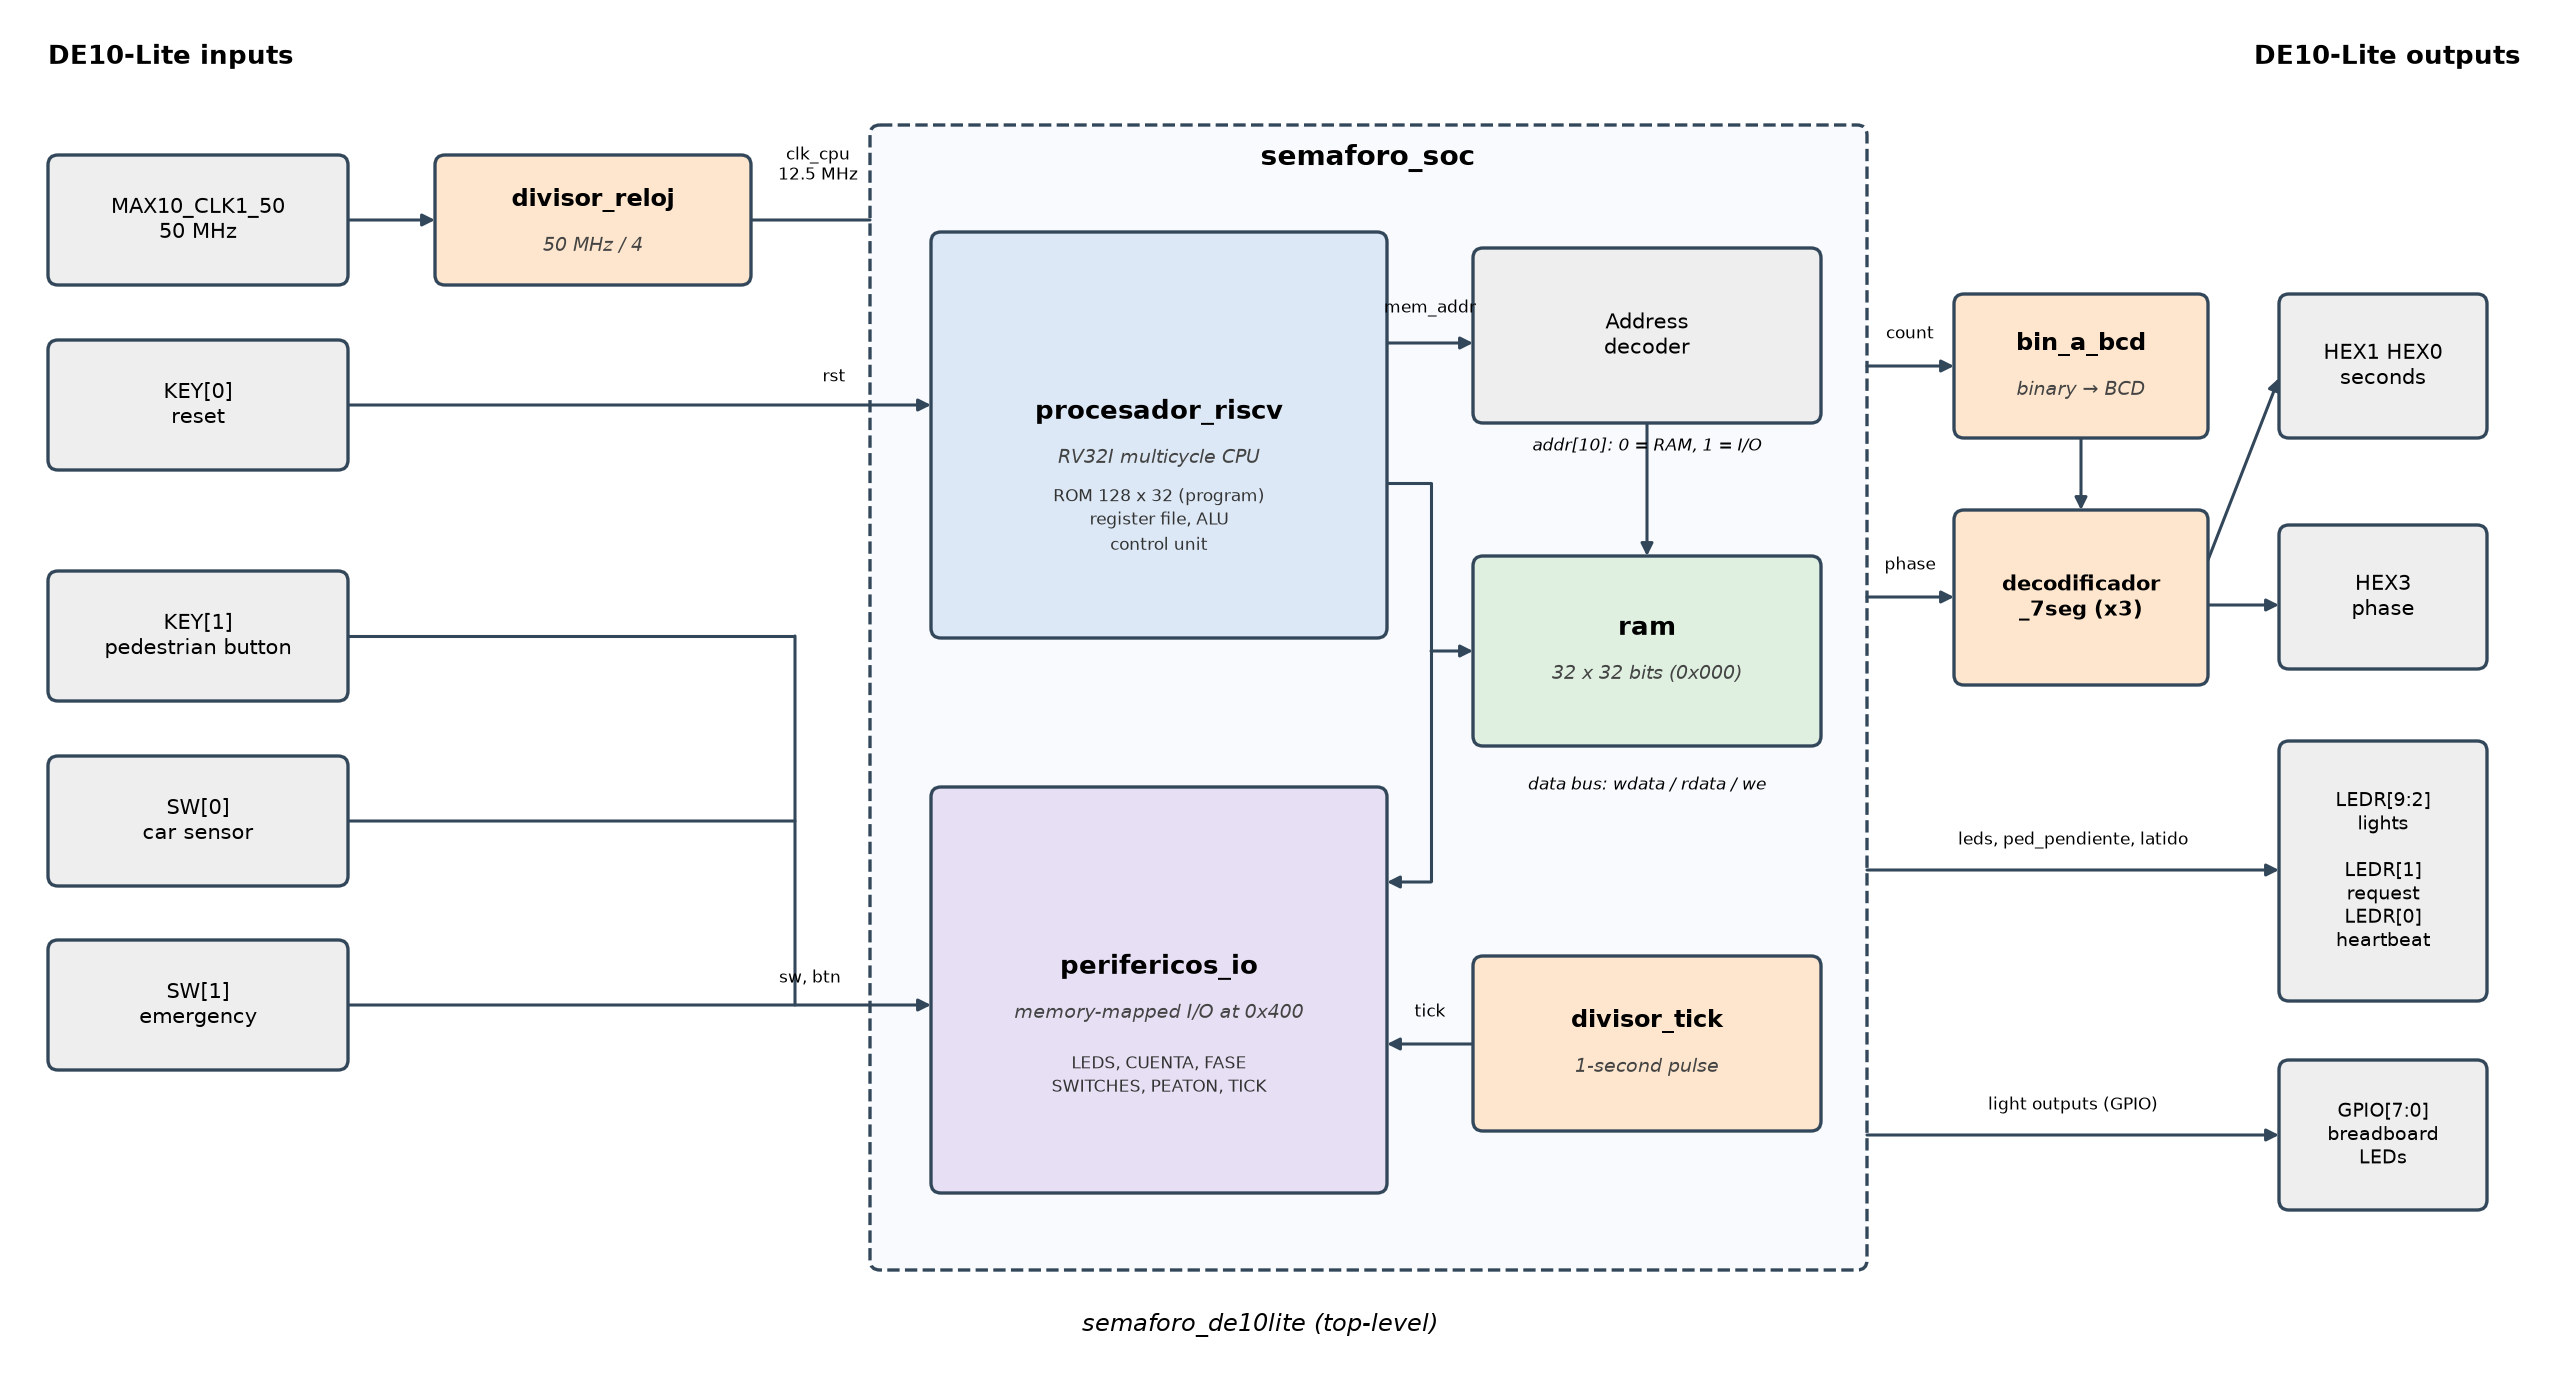 DE10-Lite inputs
DE10-Lite outputs
MAX10_CLK1_50
50 MHz
divisor_reloj
50 MHz / 4
clk_cpu
12.5 MHz
semaforo_soc
KEY[0]
reset
rst
procesador_riscv
RV32I multicycle CPU
ROM 128 x 32 (program)
register file, ALU
control unit
mem_addr
Address
decoder
addr[10]: 0 = RAM, 1 = I/O
ram
32 x 32 bits (0x000)
data bus: wdata / rdata / we
KEY[1]
pedestrian button
SW[0]
car sensor
SW[1]
emergency
sw, btn
perifericos_io
memory-mapped I/O at 0x400
LEDS, CUENTA, FASE
SWITCHES, PEATON, TICK
tick
divisor_tick
1-second pulse
count
bin_a_bcd
binary → BCD
HEX1 HEX0
seconds
phase
decodificador
_7seg (x3)
HEX3
phase
leds, ped_pendiente, latido
LEDR[9:2]
lights
LEDR[1]
request
LEDR[0]
heartbeat
light outputs (GPIO)
GPIO[7:0]
breadboard
LEDs
semaforo_de10lite (top-level)